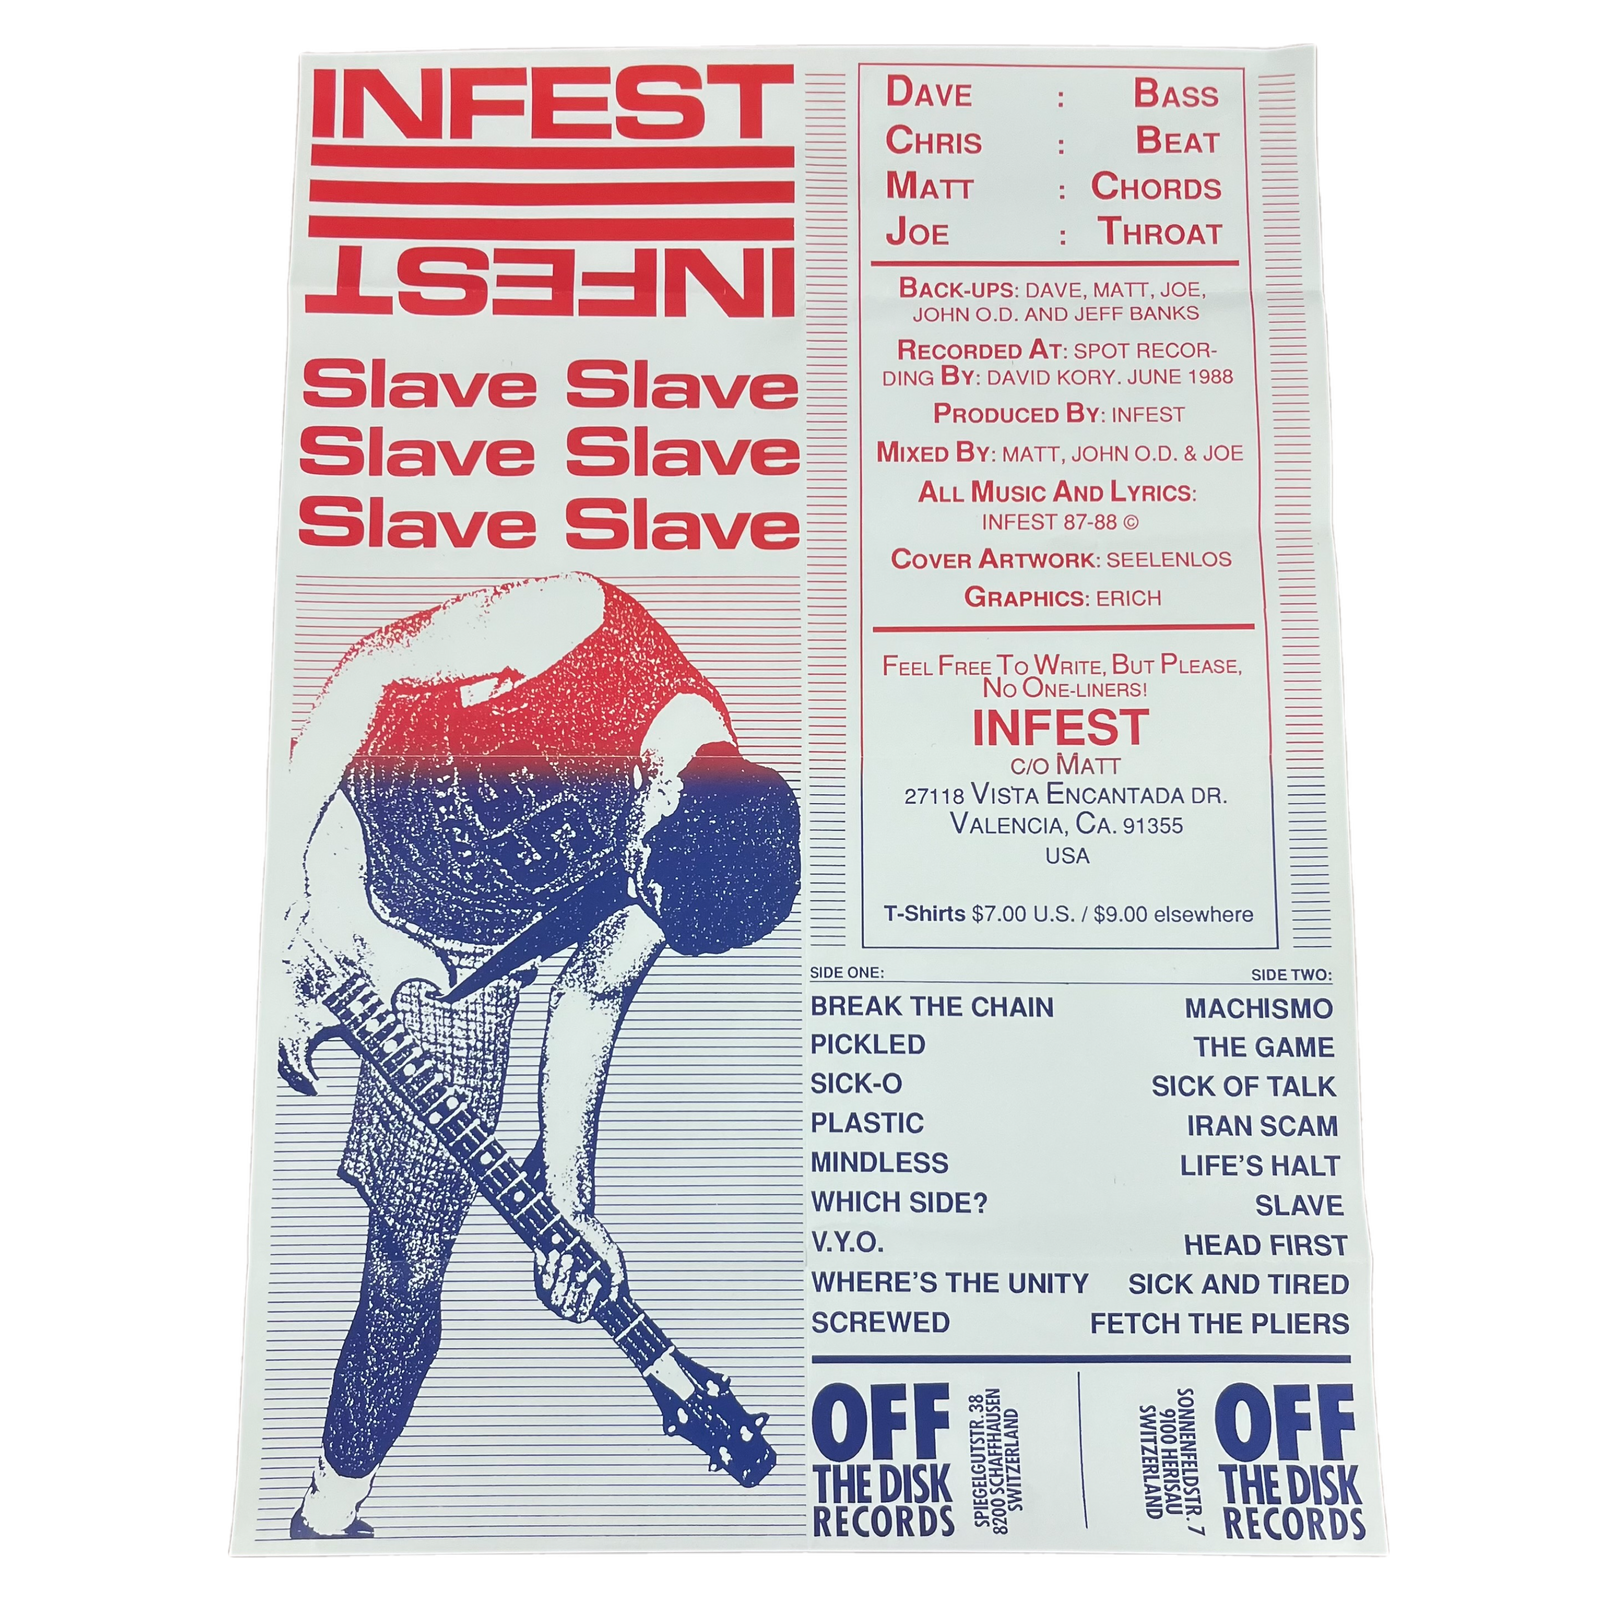 INFEST
INFEST
Slave Slave
Slave Slave
Slave Slave
DAVE : BASS
CHRIS : BEAT
MATT : CHORDS
JOE : THROAT
BACK-UPS: DAVE, MATT, JOE,
JOHN O.D. AND JEFF BANKS
RECORDED AT: SPOT RECOR-
DING BY: DAVID KORY. JUNE 1988
PRODUCED BY: INFEST
MIXED BY: MATT, JOHN O.D. & JOE
ALL MUSIC AND LYRICS:
INFEST 87-88 ©
COVER ARTWORK: SEELENLOS
GRAPHICS: ERICH
FEEL FREE TO WRITE, BUT PLEASE,
NO ONE-LINERS!
INFEST
C/O MATT
27118 VISTA ENCANTADA DR.
VALENCIA, CA. 91355
USA
T-Shirts $7.00 U.S. / $9.00 elsewhere
SIDE ONE:
BREAK THE CHAIN
PICKLED
SICK-O
PLASTIC
MINDLESS
WHICH SIDE?
V.Y.O.
WHERE'S THE UNITY
SCREWED
SIDE TWO:
MACHISMO
THE GAME
SICK OF TALK
IRAN SCAM
LIFE'S HALT
SLAVE
HEAD FIRST
SICK AND TIRED
FETCH THE PLIERS
OFF
THE DISK
RECORDS
SPIEGELGUTSTR. 38
8200 SCHAFFHAUSEN
SWITZERLAND
SONNENFELDSTR. 7
9100 HERISAU
SWITZERLAND
OFF
THE DISK
RECORDS